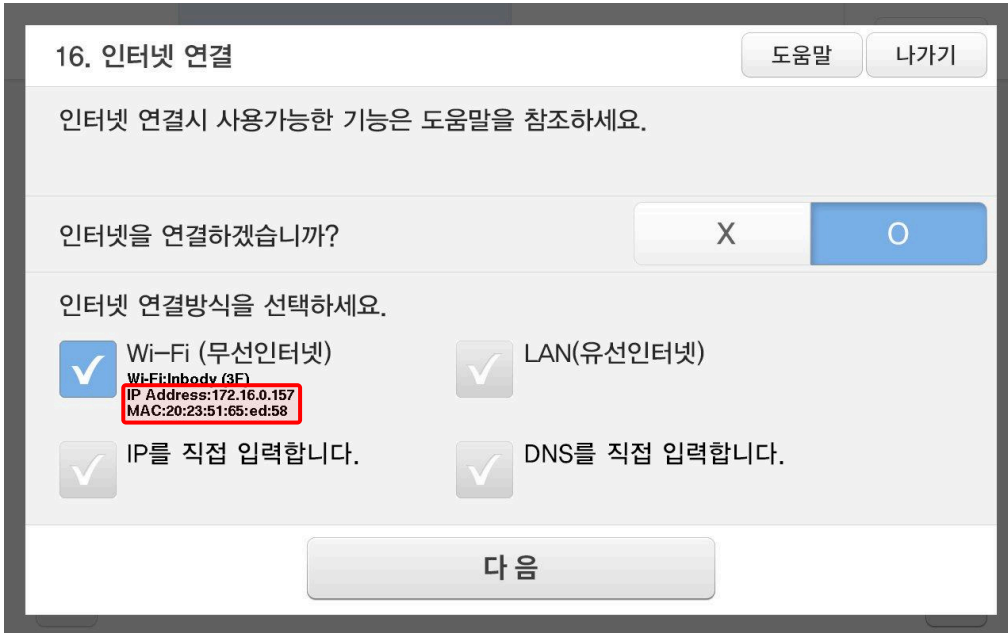 16. 인터넷 연결
도움말
나가기
인터넷 연결시 사용가능한 기능은 도움말을 참조하세요.
인터넷을 연결하겠습니까?
X
O
인터넷 연결방식을 선택하세요.
Wi-Fi (무선인터넷)
Wi-Fi:Inbody (3F)
IP Address:172.16.0.157
MAC:20:23:51:65:ed:58
LAN(유선인터넷)
IP를 직접 입력합니다.
DNS를 직접 입력합니다.
다음